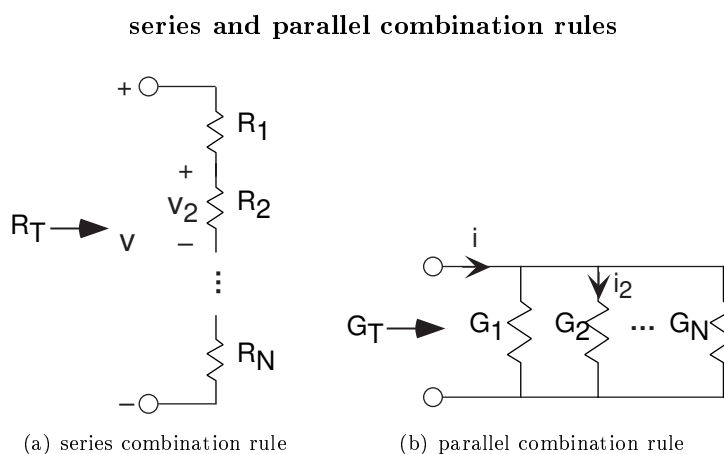 series and parallel combination rules
+
R1
+
v2
R2
RT
v
–
...
RN
–
i
i2
GT
G1
G2
...
GN
(a) series combination rule
(b) parallel combination rule